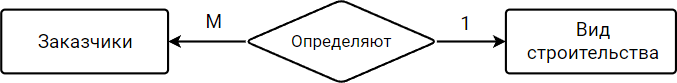 Заказчики
М
Определяют
1
Вид
строительства